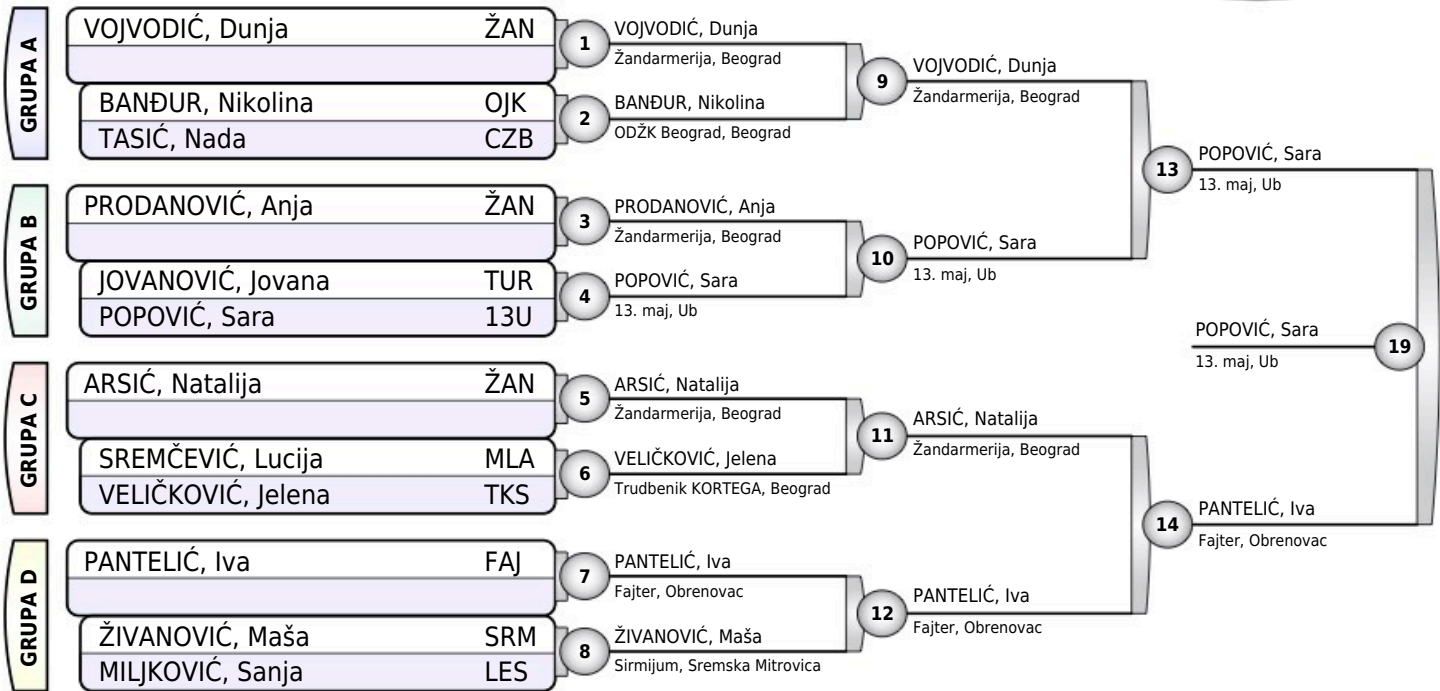 GRUPA A
VOJVODIĆ, Dunja ŽAN
BANĐUR, Nikolina OJK
TASIĆ, Nada CZB
GRUPA B
PRODANOVIĆ, Anja ŽAN
JOVANOVIĆ, Jovana TUR
POPOVIĆ, Sara 13U
GRUPA C
ARSIĆ, Natalija ŽAN
SREMČEVIĆ, Lucija MLA
VELIČKOVIĆ, Jelena TKS
GRUPA D
PANTELIĆ, Iva FAJ
ŽIVANOVIĆ, Maša SRM
MILJKOVIĆ, Sanja LES
1
VOJVODIĆ, Dunja
Žandarmerija, Beograd
2
BANĐUR, Nikolina
ODŽK Beograd, Beograd
3
PRODANOVIĆ, Anja
Žandarmerija, Beograd
4
POPOVIĆ, Sara
13. maj, Ub
5
ARSIĆ, Natalija
Žandarmerija, Beograd
6
VELIČKOVIĆ, Jelena
Trudbenik KORTEGA, Beograd
7
PANTELIĆ, Iva
Fajter, Obrenovac
8
ŽIVANOVIĆ, Maša
Sirmijum, Sremska Mitrovica
9
VOJVODIĆ, Dunja
Žandarmerija, Beograd
10
POPOVIĆ, Sara
13. maj, Ub
11
ARSIĆ, Natalija
Žandarmerija, Beograd
12
PANTELIĆ, Iva
Fajter, Obrenovac
13
POPOVIĆ, Sara
13. maj, Ub
14
PANTELIĆ, Iva
Fajter, Obrenovac
POPOVIĆ, Sara
13. maj, Ub
19